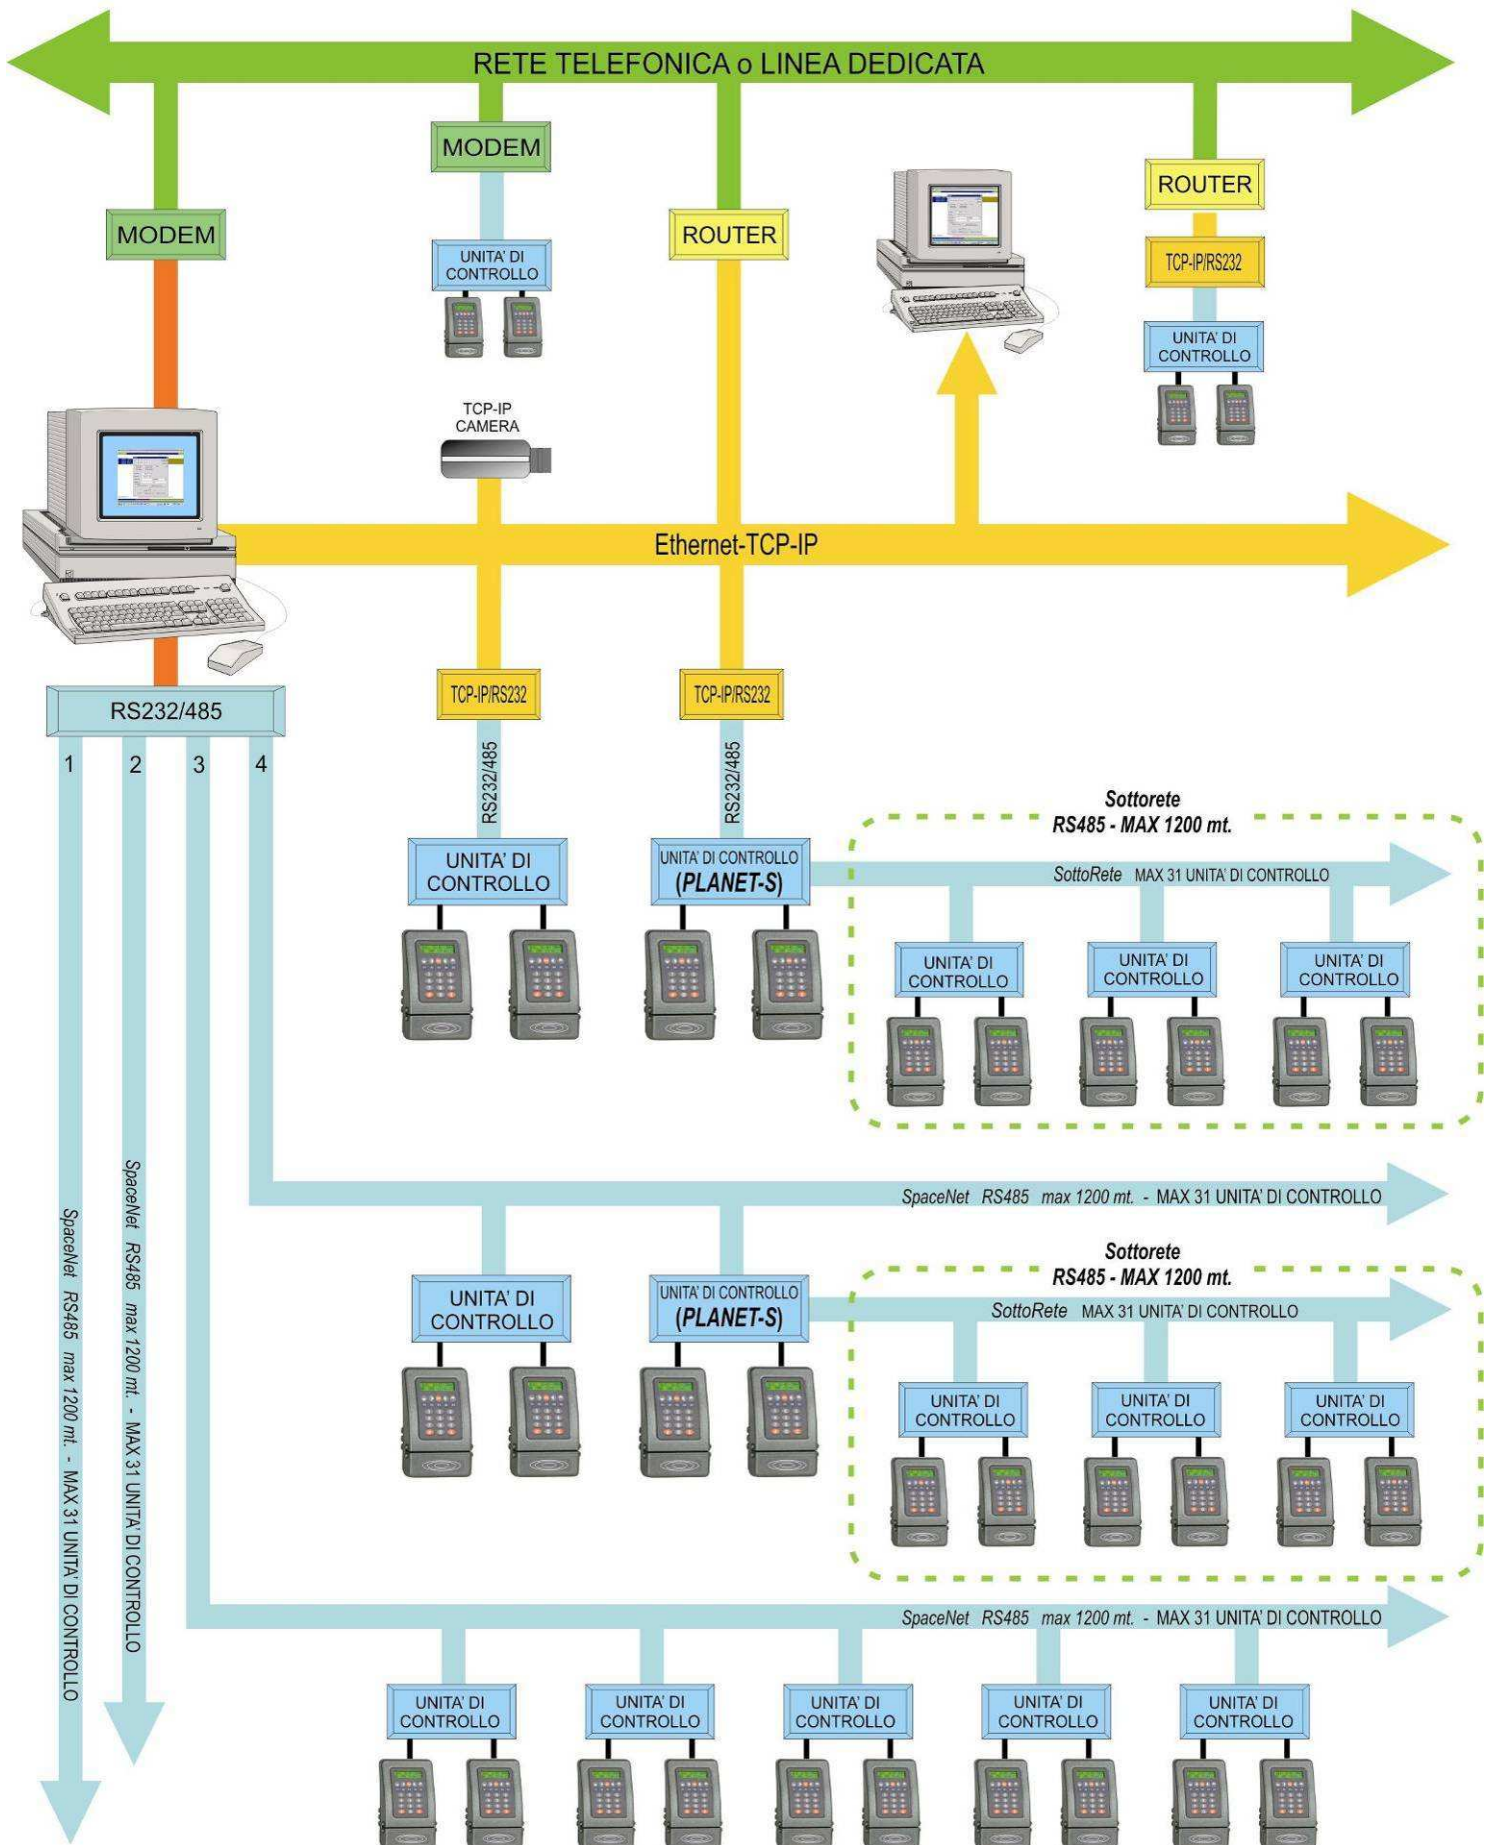 RETE TELEFONICA o LINEA DEDICATA
MODEM
MODEM
UNITA' DI
CONTROLLO
ROUTER
ROUTER
TCP-IP/RS232
UNITA' DI
CONTROLLO
TCP-IP
CAMERA
Ethernet-TCP-IP
RS232/485
1
2
3
4
TCP-IP/RS232
RS232/485
UNITA' DI
CONTROLLO
TCP-IP/RS232
RS232/485
UNITA' DI CONTROLLO
(PLANET-S)
Sottorete
RS485 - MAX 1200 mt.
SottoRete MAX 31 UNITA' DI CONTROLLO
UNITA' DI
CONTROLLO
UNITA' DI
CONTROLLO
UNITA' DI
CONTROLLO
SpaceNet RS485 max 1200 mt. - MAX 31 UNITA' DI CONTROLLO
SpaceNet RS485 max 1200 mt. - MAX 31 UNITA' DI CONTROLLO
SpaceNet RS485 max 1200 mt. - MAX 31 UNITA' DI CONTROLLO
UNITA' DI
CONTROLLO
UNITA' DI CONTROLLO
(PLANET-S)
Sottorete
RS485 - MAX 1200 mt.
SottoRete MAX 31 UNITA' DI CONTROLLO
UNITA' DI
CONTROLLO
UNITA' DI
CONTROLLO
UNITA' DI
CONTROLLO
SpaceNet RS485 max 1200 mt. - MAX 31 UNITA' DI CONTROLLO
UNITA' DI
CONTROLLO
UNITA' DI
CONTROLLO
UNITA' DI
CONTROLLO
UNITA' DI
CONTROLLO
UNITA' DI
CONTROLLO